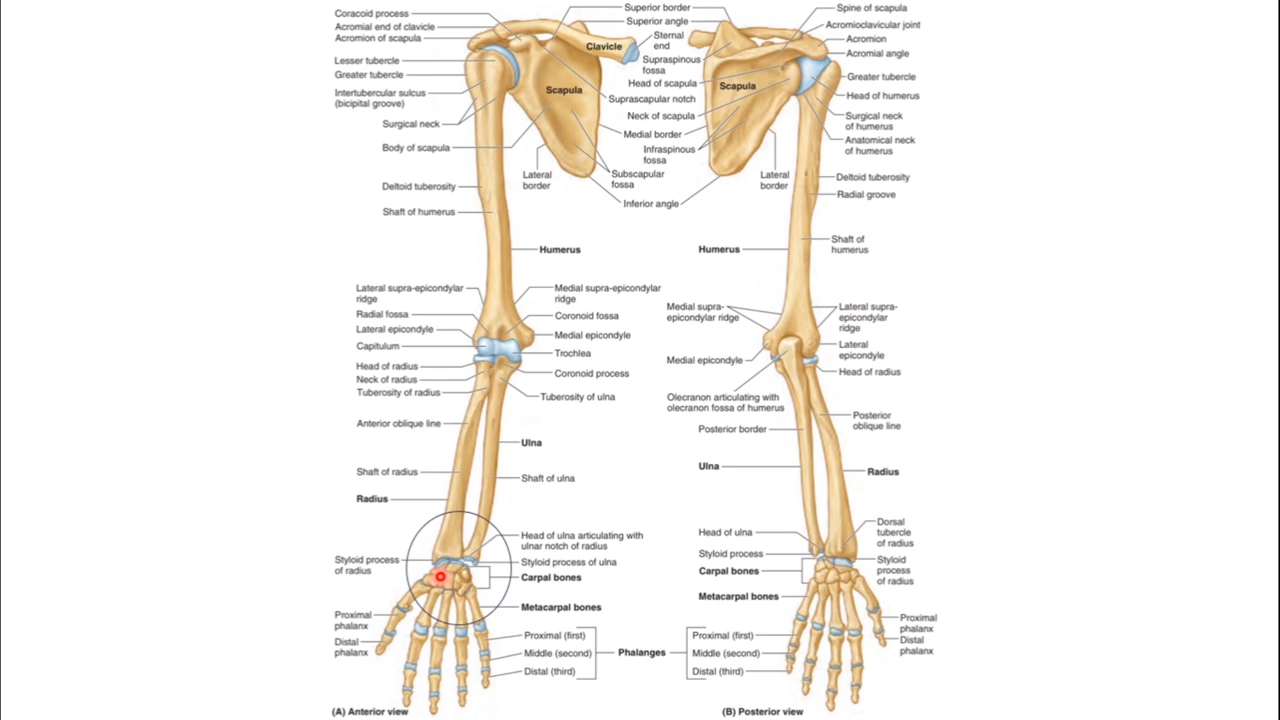 Coracoid process
Acromial end of clavicle
Acromion of scapula
Lesser tubercle
Greater tubercle
Intertubercular sulcus
(bicipital groove)
Surgical neck
Body of scapula
Deltoid tuberosity
Shaft of humerus
Superior border
Superior angle
Sternal
end
Clavicle
Supraspinous
fossa
Head of scapula
Scapula
Suprascapular notch
Neck of scapula
Medial border
Infraspinous
fossa
Lateral
border
Subscapular
fossa
Inferior angle
Humerus
Lateral supra-epicondylar
ridge
Radial fossa
Lateral epicondyle
Capitulum
Head of radius
Neck of radius
Tuberosity of radius
Anterior oblique line
Shaft of radius
Radius
Medial supra-epicondylar
ridge
Coronoid fossa
Medial epicondyle
Trochlea
Coronoid process
Tuberosity of ulna
Ulna
Shaft of ulna
Head of ulna articulating with
ulnar notch of radius
Styloid process of ulna
Carpal bones
Metacarpal bones
Styloid process
of radius
Proximal
phalanx
Distal
phalanx
Proximal (first)
Middle (second)
Distal (third)
Phalanges
(A) Anterior view
Spine of scapula
Acromioclavicular joint
Acromion
Acromial angle
Scapula
Greater tubercle
Head of humerus
Surgical neck
of humerus
Anatomical neck
of humerus
Lateral
border
Deltoid tuberosity
Radial groove
Humerus
Shaft of
humerus
Medial supra-
epicondylar ridge
Lateral supra-
epicondylar
ridge
Lateral
epicondyle
Medial epicondyle
Head of radius
Olecranon articulating with
olecranon fossa of humerus
Posterior
oblique line
Posterior border
Ulna
Radius
Head of ulna
Dorsal
tubercle
of radius
Styloid process
Styloid
process
of radius
Carpal bones
Metacarpal bones
Proximal
phalanx
Distal
phalanx
Proximal (first)
Middle (second)
Distal (third)
(B) Posterior view